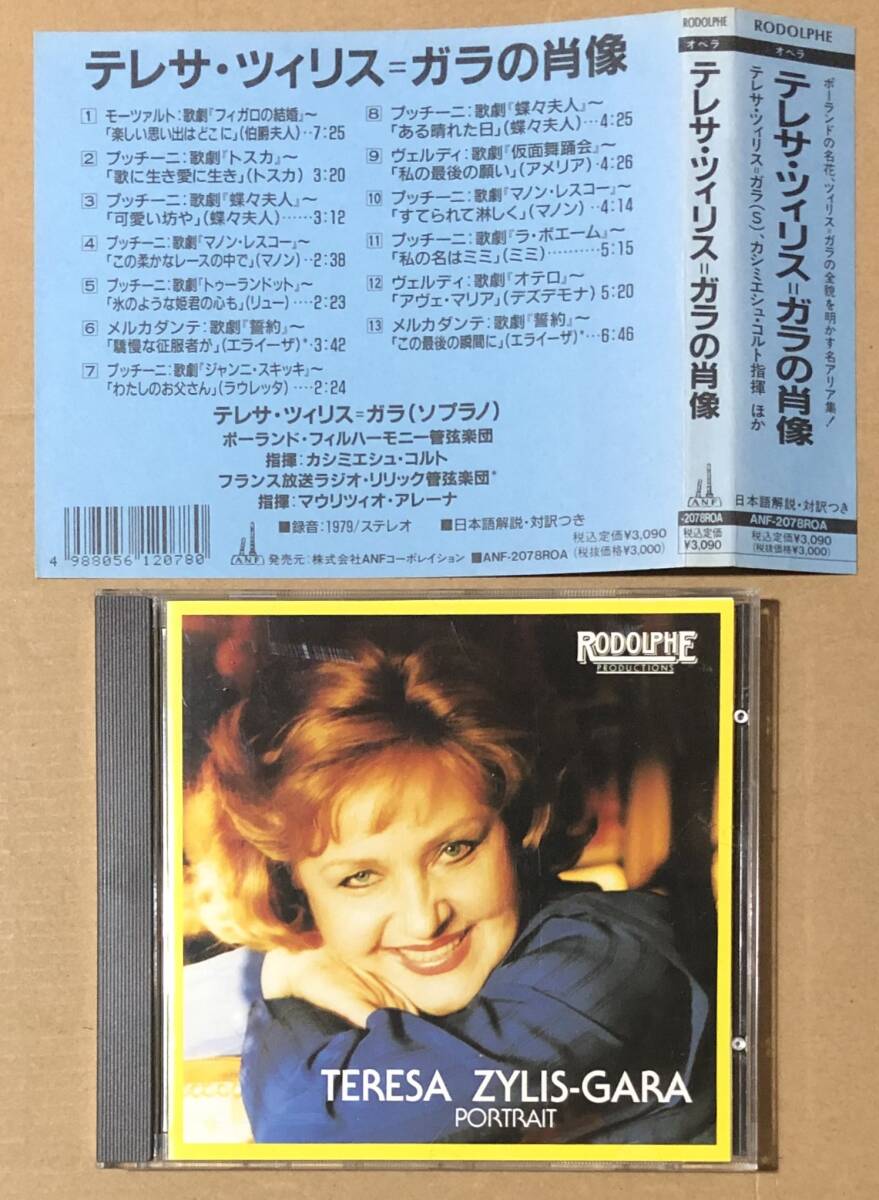 テレサ・ツィリス=ガラの肖像
1 モーツァルト:歌劇『フィガロの結婚』~
「楽しい思い出はどこに」(伯爵夫人)‥7:25
2 プッチーニ:歌劇『トスカ』~
「歌に生き愛に生き」(トスカ) 3:20
3 プッチーニ:歌劇『蝶々夫人』~
「可愛い坊や」(蝶々夫人)‥‥‥3:12
4 プッチーニ:歌劇『マノン・レスコー』~
「この柔かなレースの中で」(マノン)‥2:38
5 プッチーニ:歌劇『トゥーランドット』~
「氷のような姫君の心も」(リュー)‥‥2:23
6 メルカダンテ:歌劇『誓約』~
「驕慢な征服者が」(エライーザ)*‥3:42
7 プッチーニ:歌劇『ジャンニ・スキッキ』~
「わたしのお父さん」(ラウレッタ)‥‥2:24
8 プッチーニ:歌劇『蝶々夫人』~
「ある晴れた日」(蝶々夫人)‥‥4:25
9 ヴェルディ:歌劇『仮面舞踊会』~
「私の最後の願い」(アメリア)‥4:26
10 プッチーニ:歌劇『マノン・レスコー』~
「すてられて淋しく」(マノン)‥‥4:14
11 プッチーニ:歌劇『ラ・ボエーム』~
「私の名はミミ」(ミミ)‥‥‥‥‥5:15
12 ヴェルディ:歌劇『オテロ』~
「アヴェ・マリア」(デズデモナ) 5:20
13 メルカダンテ:歌劇『誓約』~
「この最後の瞬間に」(エライーザ)*‥‥6:46
テレサ・ツィリス=ガラ(ソプラノ)
ポーランド・フィルハーモニー管弦楽団
指揮:カシミエシュ・コルト
フランス放送ラジオ・リリック管弦楽団*
指揮:マウリツィオ・アレーナ
■録音:1979/ステレオ ■日本語解説・対訳つき
税込定価¥3,090
(税抜価格¥3,000)
4 988056 120780
ANF 発売元:株式会社ANFコーポレイション ■ANF-2078ROA
RODOLPHE
オペラ
テレサ・ツィリス=ガラの肖像
ANF
-2078ROA
税込定価
¥3,090
RODOLPHE
オペラ
ポーランドの名花、ツィリス=ガラの全貌を明かす名アリア集!
テレサ・ツィリス=ガラの肖像
テレサ・ツィリス=ガラ(S)、カシミエシュ・コルト指揮 ほか
日本語解説・対訳つき
ANF-2078ROA
税込定価¥3,090
(税抜価格¥3,000)
RODOLPHE
PRODUCTIONS
TERESA ZYLIS-GARA
PORTRAIT